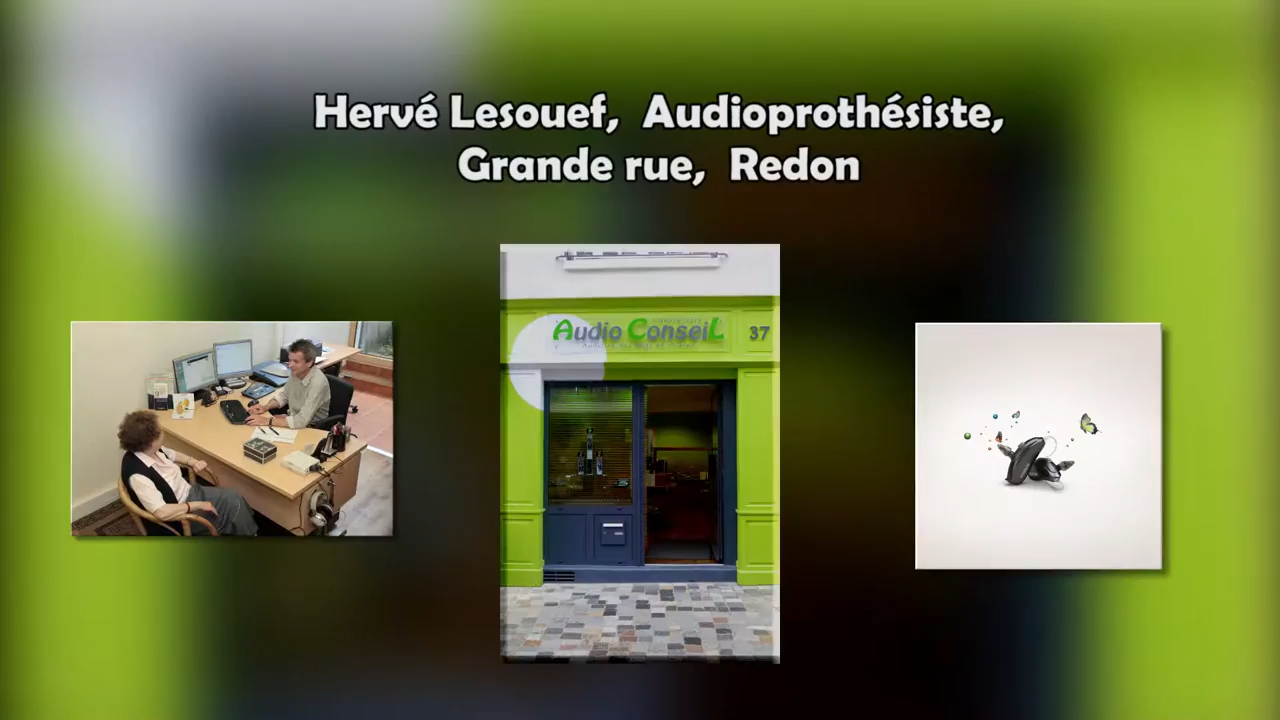 Hervé Lesouef, Audioprothésiste,
Grande rue, Redon
Audio Conseil
37